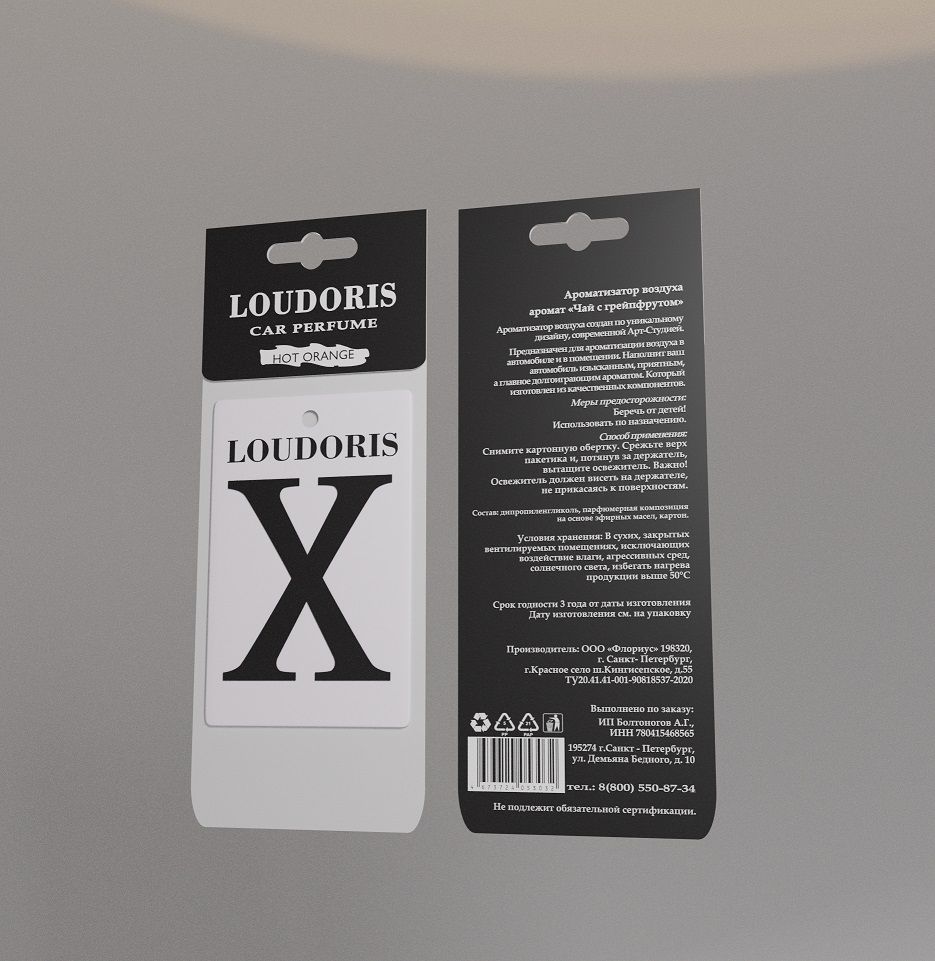 LOUDORIS
CAR PERFUME
HOT ORANGE
LOUDORIS
X
Ароматизатор воздуха
аромат «Чай с грейпфрутом»
Ароматизатор воздуха создан по уникальному
дизайну, современной Арт-Студией.
Предназначен для ароматизации воздуха в
автомобиле и в помещении. Наполнит ваш
автомобиль изысканным, приятным,
а главное долгоиграющим ароматом. Который
изготовлен из качественных компонентов.
Меры предосторожности:
Беречь от детей!
Использовать по назначению.
Способ применения:
Снимите картонную обертку. Срежьте верх
пакетика и, потянув за держатель,
вытащите освежитель. Важно!
Освежитель должен висеть на держателе,
не прикасаясь к поверхностям.
Состав: дипропиленгликоль, парфюмерная композиция
на основе эфирных масел, картон.
Условия хранения: В сухих, закрытых
вентилируемых помещениях, исключающих
воздействие влаги, агрессивных сред,
солнечного света, избегать нагрева
продукции выше 50°С
Срок годности 3 года от даты изготовления
Дату изготовления см. на упаковку
Производитель: ООО «Флориус» 198320,
г. Санкт- Петербург,
г.Красное село ш.Кингисепское, д.55
ТУ20.41.41-001-90818537-2020
Выполнено по заказу:
ИП Болтоногов А.Г.,
ИНН 780415468565
195274 г.Санкт - Петербург,
ул. Демьяна Бедного, д. 10
5
PP
21
PAP
тел.: 8(800) 550-87-34
Не подлежит обязательной сертификации.